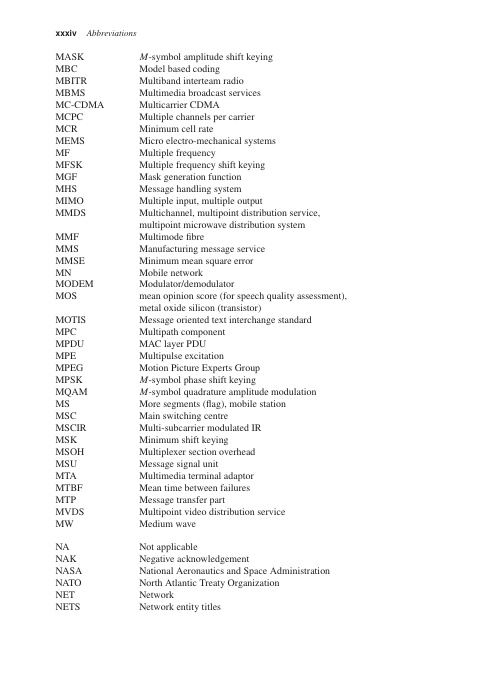 xxxiv Abbreviations
MASK M-symbol amplitude shift keying
MBC Model based coding
MBITR Multiband interteam radio
MBMS Multimedia broadcast services
MC-CDMA Multicarrier CDMA
MCPC Multiple channels per carrier
MCR Minimum cell rate
MEMS Micro electro-mechanical systems
MF Multiple frequency
MFSK Multiple frequency shift keying
MGF Mask generation function
MHS Message handling system
MIMO Multiple input, multiple output
MMDS Multichannel, multipoint distribution service,
multipoint microwave distribution system
MMF Multimode fibre
MMS Manufacturing message service
MMSE Minimum mean square error
MN Mobile network
MODEM Modulator/demodulator
MOS mean opinion score (for speech quality assessment),
metal oxide silicon (transistor)
MOTIS Message oriented text interchange standard
MPC Multipath component
MPDU MAC layer PDU
MPE Multipulse excitation
MPEG Motion Picture Experts Group
MPSK M-symbol phase shift keying
MQAM M-symbol quadrature amplitude modulation
MS More segments (flag), mobile station
MSC Main switching centre
MSCIR Multi-subcarrier modulated IR
MSK Minimum shift keying
MSOH Multiplexer section overhead
MSU Message signal unit
MTA Multimedia terminal adaptor
MTBF Mean time between failures
MTP Message transfer part
MVDS Multipoint video distribution service
MW Medium wave
NA Not applicable
NAK Negative acknowledgement
NASA National Aeronautics and Space Administration
NATO North Atlantic Treaty Organization
NET Network
NETS Network entity titles